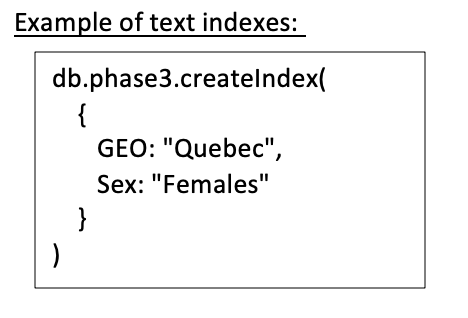 Example of text indexes:
db.phase3.createIndex(
{
GEO: "Quebec",
Sex: "Females"
}
)